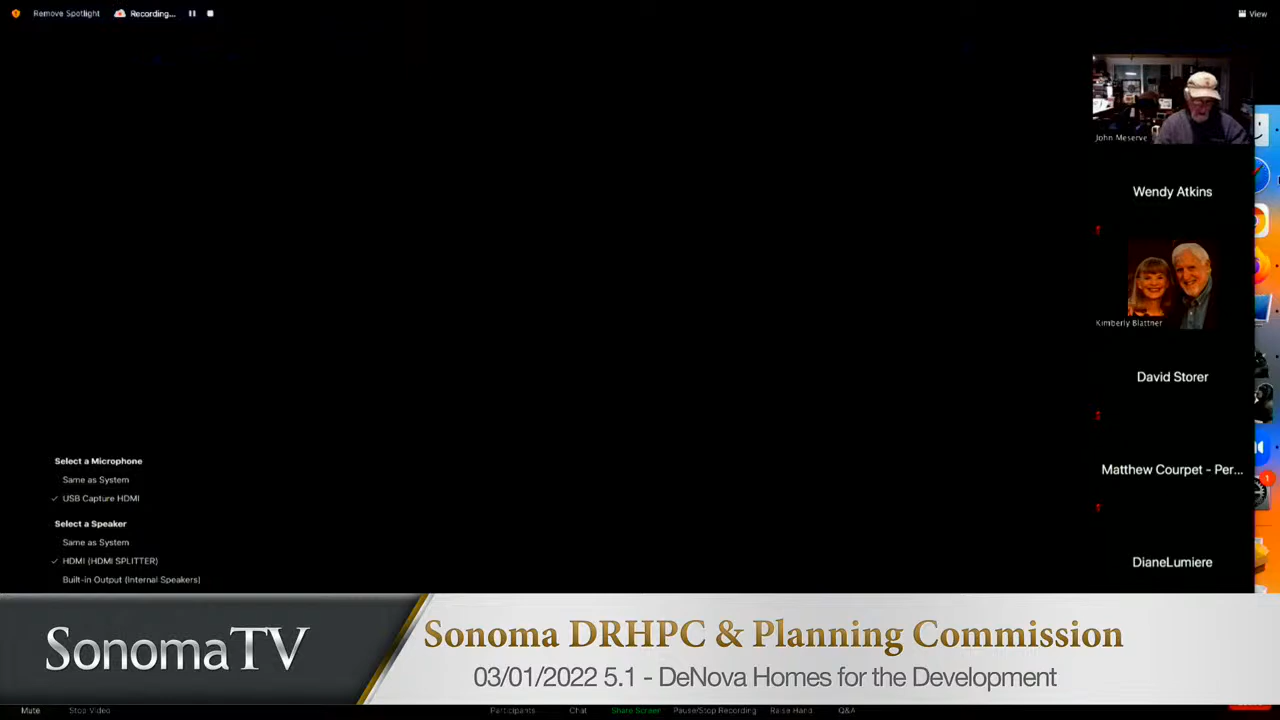 Remove Spotlight
Recording...
View
John Meserve
Wendy Atkins
Kimberly Blattner
David Storer
Matthew Courpet - Per...
DianeLumiere
1
Select a Microphone
Same as System
✓ USB Capture HDMI
Select a Speaker
Same as System
✓ HDMI (HDMI SPLITTER)
Built-in Output (Internal Speakers)
SonomaTV
Sonoma DRHPC & Planning Commission
03/01/2022 5.1 - DeNova Homes for the Development
Mute Stop Video Participants Chat Share Screen Pause/Stop Recording Raise Hand Q&A